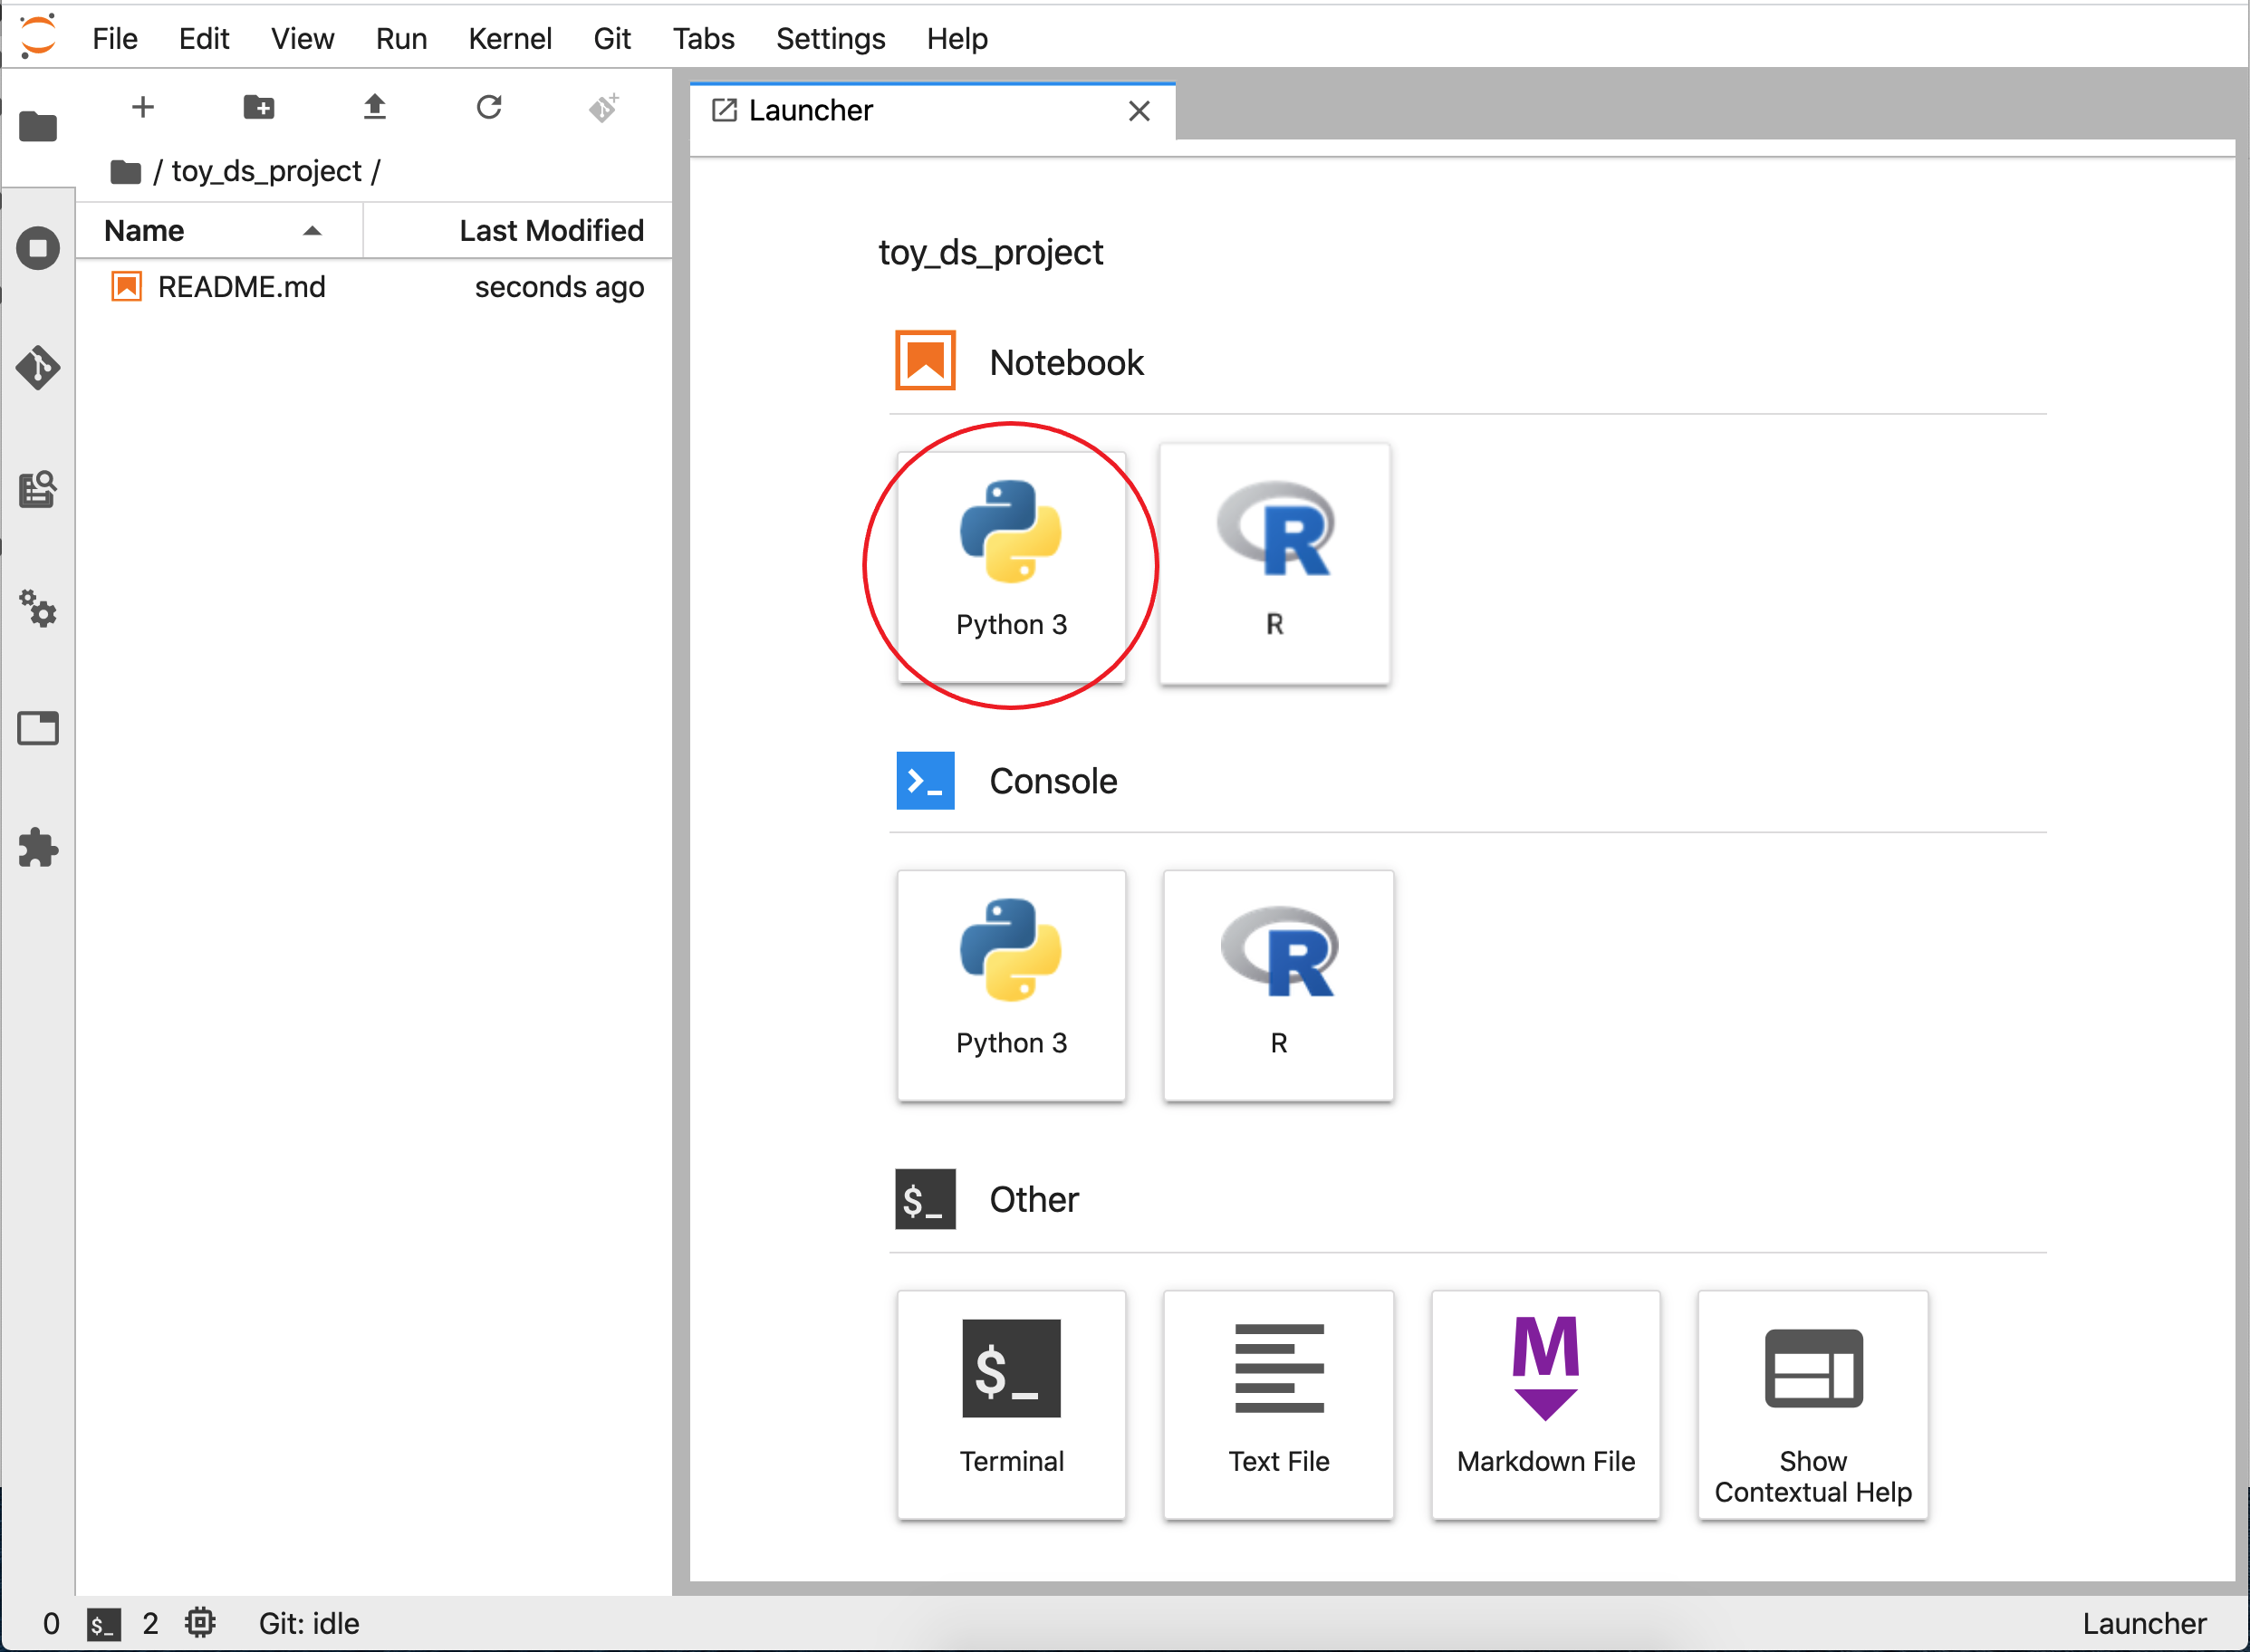 File Edit View Run Kernel Git Tabs Settings Help
/ toy_ds_project /
Name Last Modified
README.md seconds ago
Launcher
toy_ds_project
Notebook
Python 3 R
Console
Python 3 R
$_ Other
$_
Terminal Text File Markdown File Show
Contextual Help
0 $_ 2 Git: idle Launcher